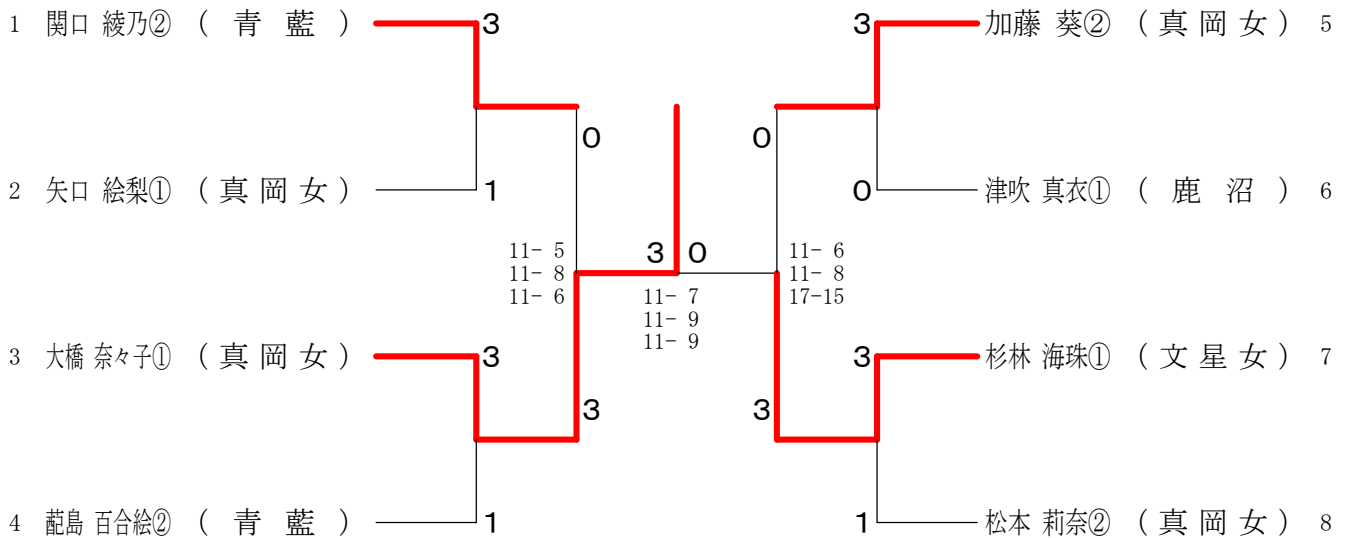 1 関口 綾乃② ( 青 藍 ) 3
3 加藤 葵② ( 真 岡 女 ) 5
0
0
2 矢口 絵梨① ( 真 岡 女 ) 1
0 津吹 真衣① ( 鹿 沼 ) 6
11- 5
11- 8
11- 6
3 0
11- 7
11- 9
11- 9
11- 6
11- 8
17-15
3 大橋 奈々子① ( 真 岡 女 ) 3
3 杉林 海珠① ( 文 星 女 ) 7
3
3
4 島 百合絵② ( 青 藍 ) 1
1 松本 莉奈② ( 真 岡 女 ) 8